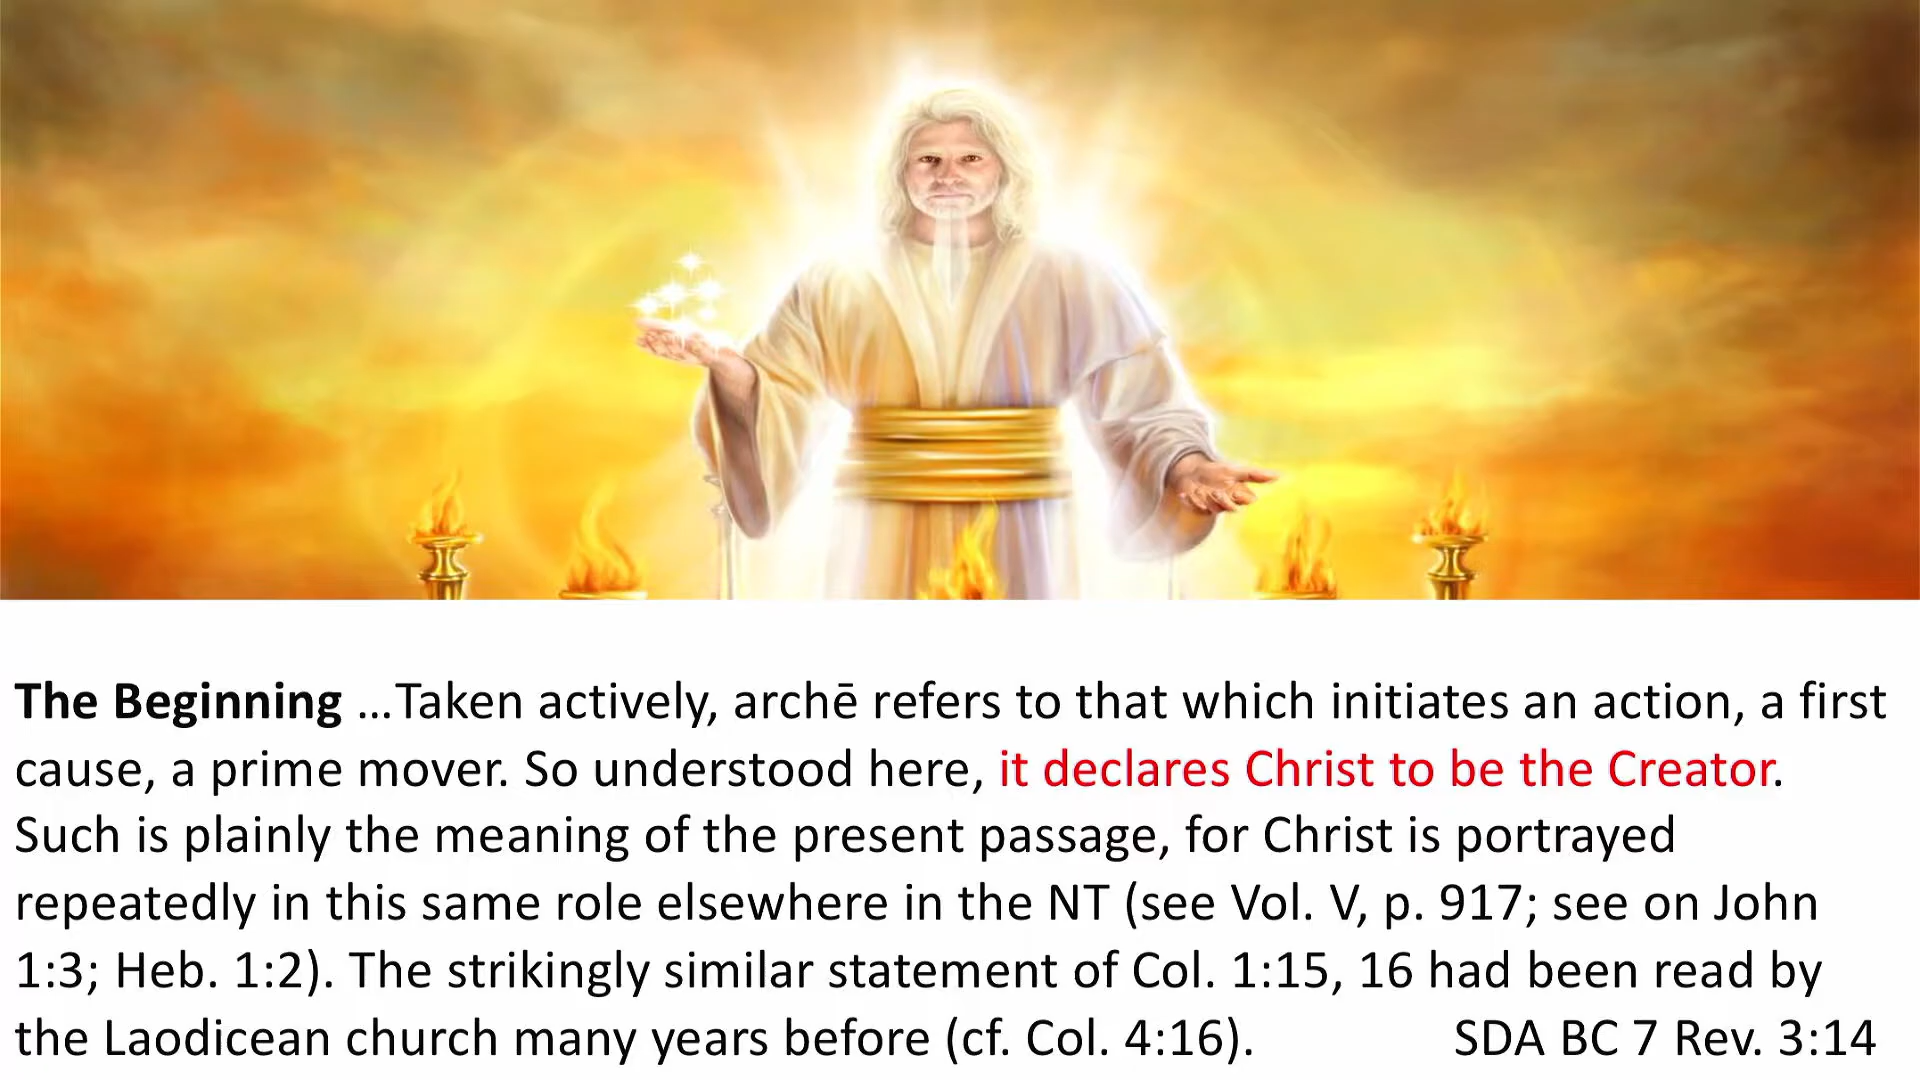 The Beginning ...Taken actively, archē refers to that which initiates an action, a first
cause, a prime mover. So understood here, it declares Christ to be the Creator.
Such is plainly the meaning of the present passage, for Christ is portrayed
repeatedly in this same role elsewhere in the NT (see Vol. V, p. 917; see on John
1:3; Heb. 1:2). The strikingly similar statement of Col. 1:15, 16 had been read by
the Laodicean church many years before (cf. Col. 4:16). SDA BC 7 Rev. 3:14